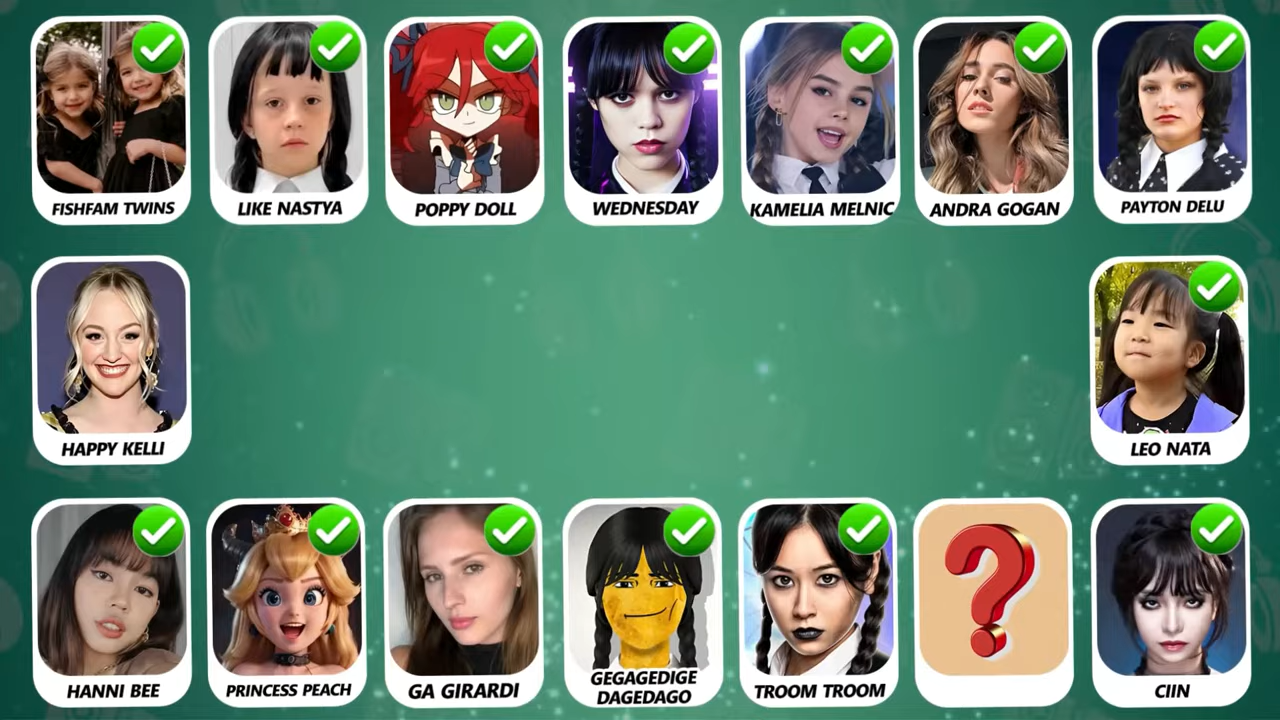 FISHFAM TWINS
LIKE NASTYA
POPPY DOLL
WEDNESDAY
KAMELIA MELNIC
ANDRA GOGAN
PAYTON DELU
HAPPY KELLI
LEO NATA
HANNI BEE
PRINCESS PEACH
GA GIRARDI
GEGAGEDIGE
DAGEDAGO
TROOM TROOM
?
CIIN